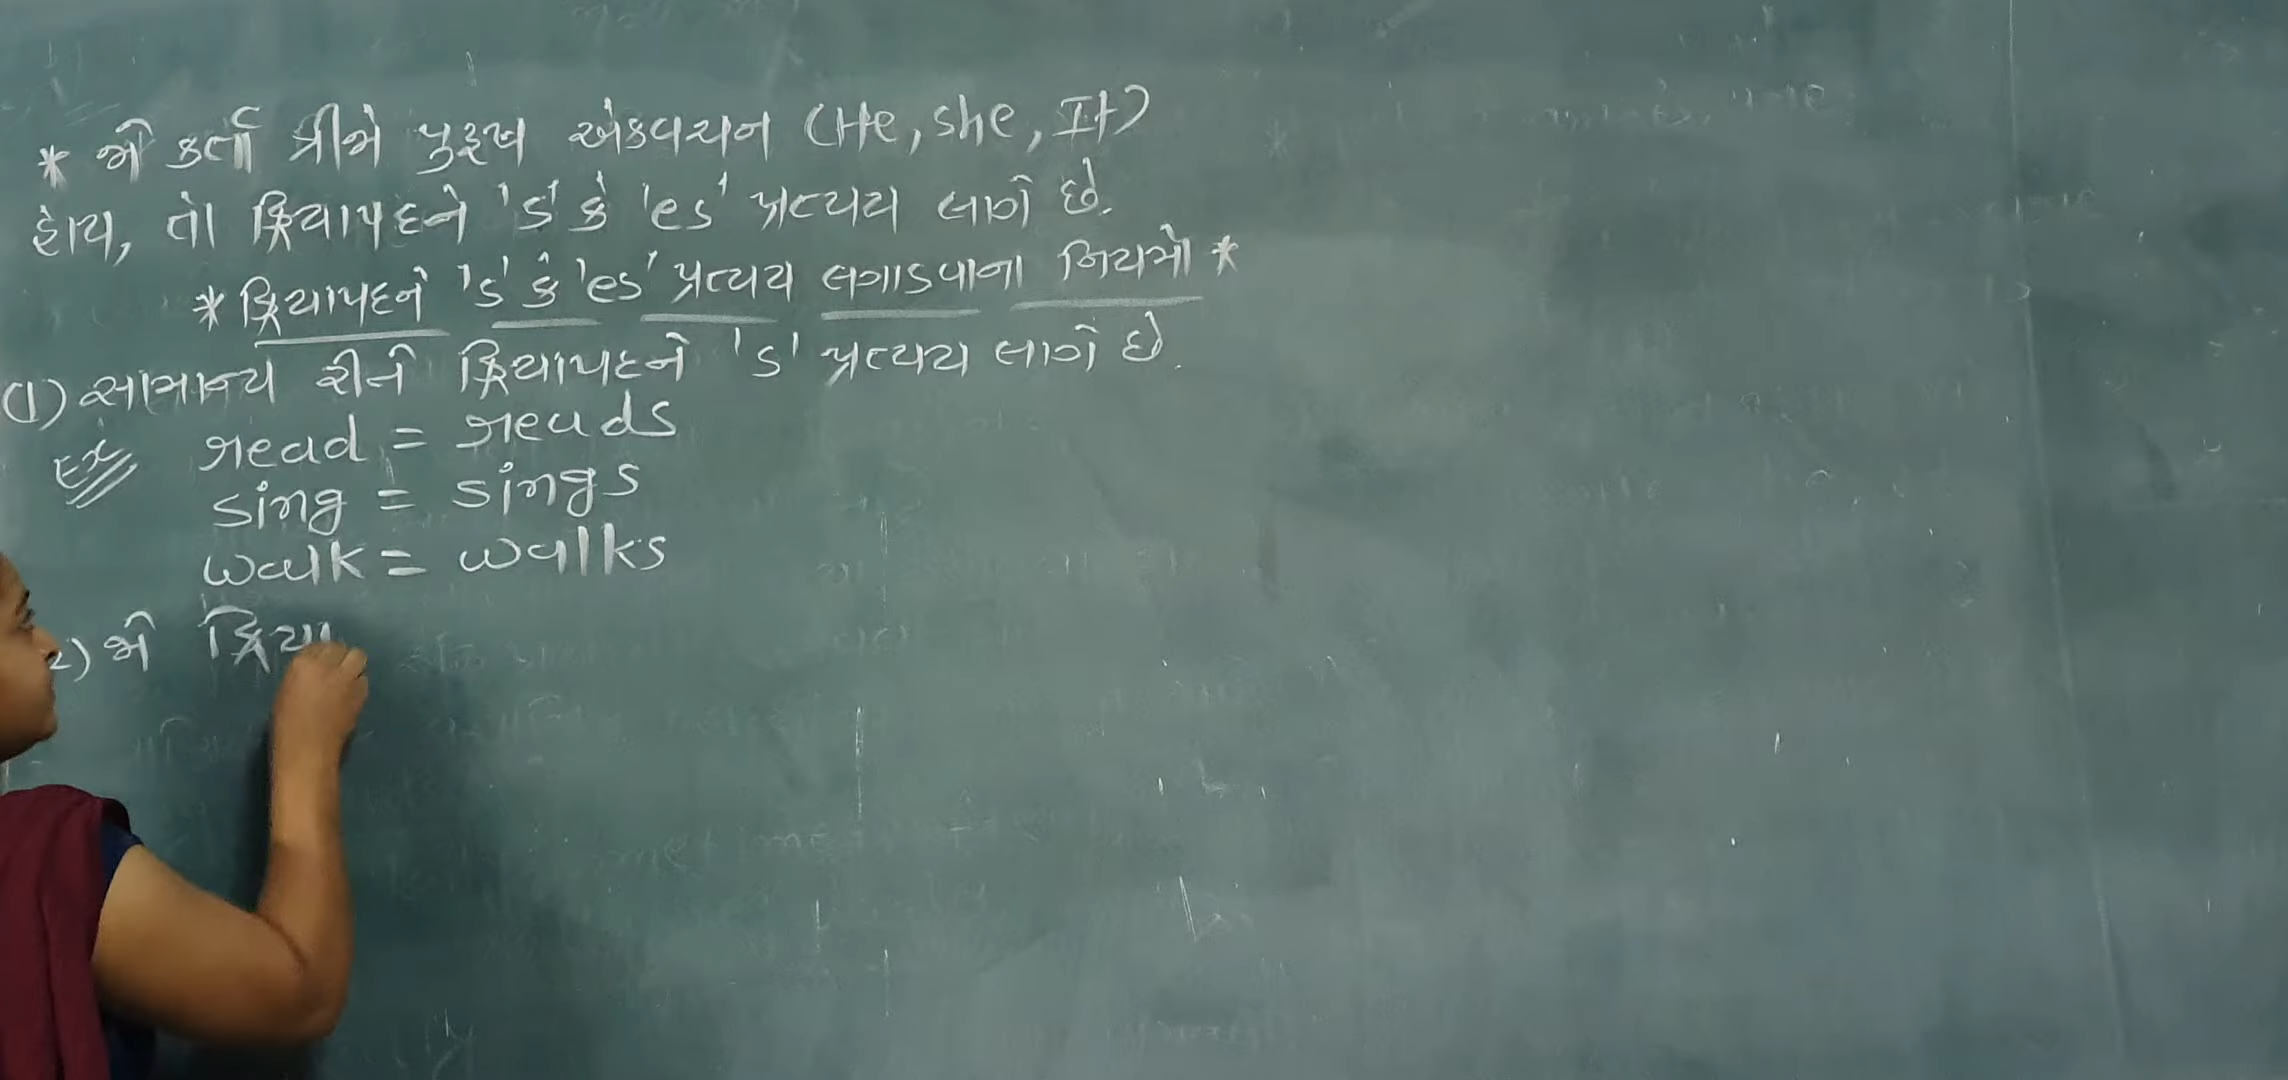 * જો કર્તા ત્રીજો પુરૂષ એકવચન (He, she, It)
હોય, તો ક્રિયાપદને 's' કે 'es' પ્રત્યય લાગે છે.
* ક્રિયાપદને 's' કે 'es' પ્રત્યય લગાડવાના નિયમો *
(1) સામાન્ય રીતે ક્રિયાપદને 's' પ્રત્યય લાગે છે.
Ex read = reads
sing = sings
walk = walks
2) જો ક્રિયા